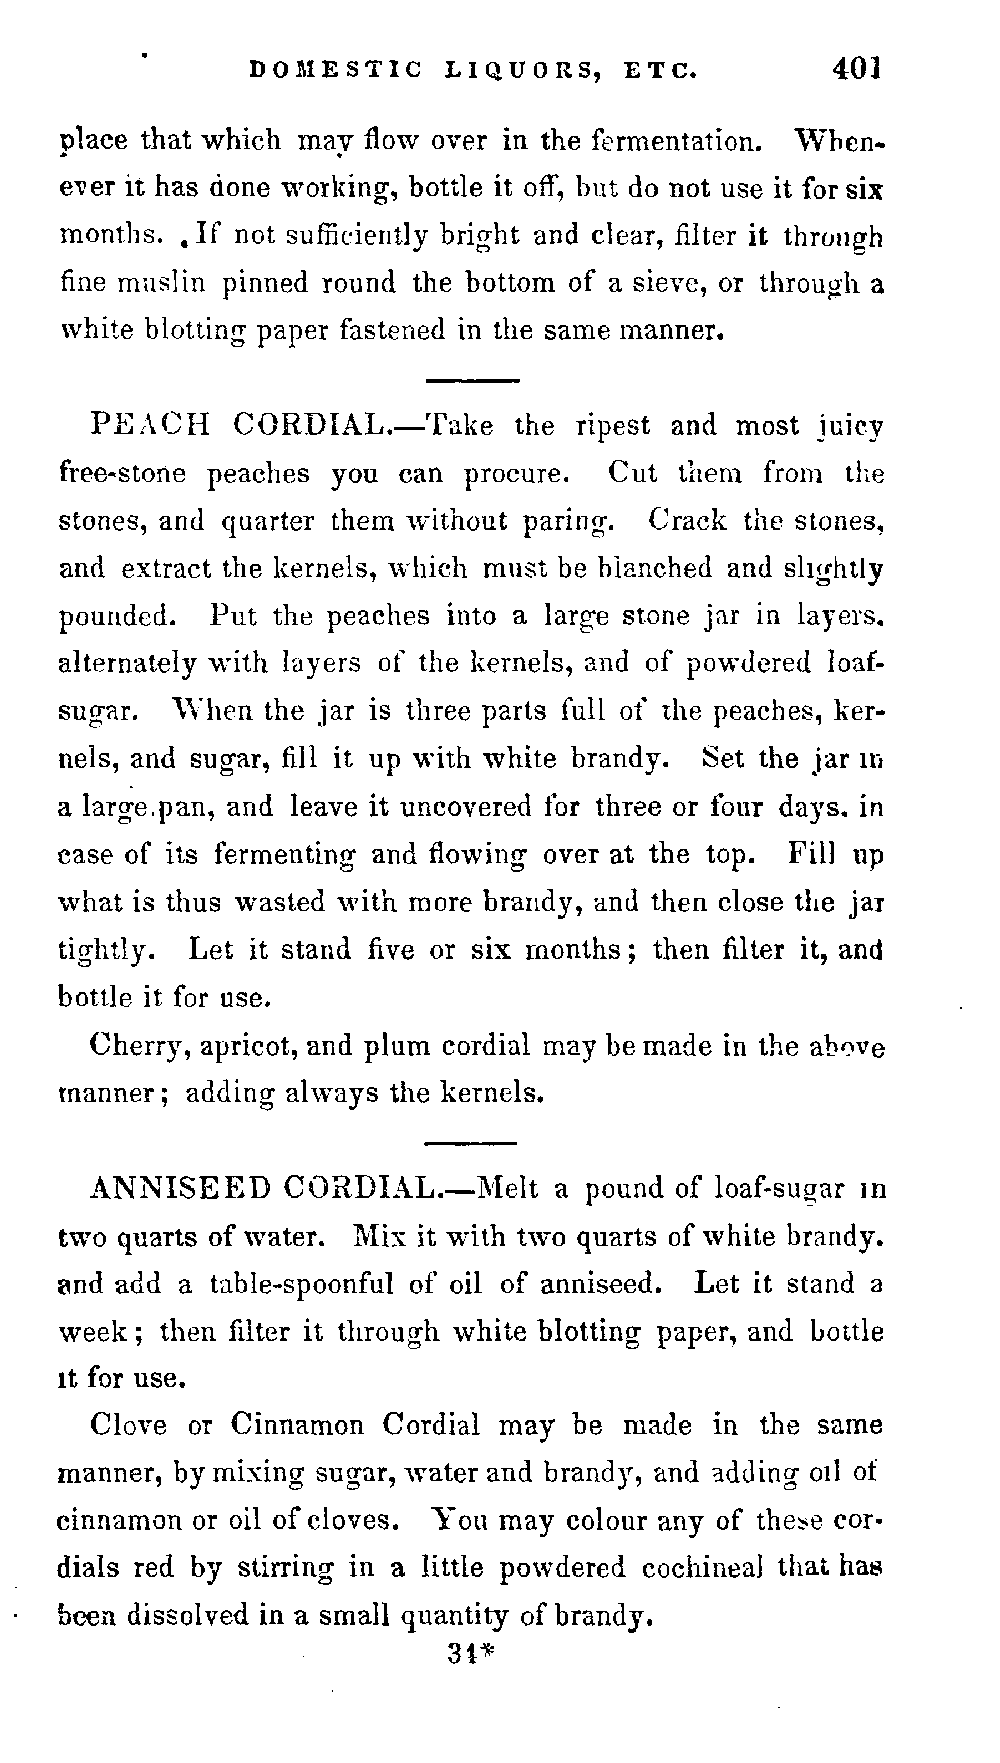 DOMESTIC LIQUORS, ETC. 401
place that which may flow over in the fermentation. When-
ever it has done working, bottle it off, but do not use it for six
months. If not sufficiently bright and clear, filter it through
fine muslin pinned round the bottom of a sieve, or through a
white blotting paper fastened in the same manner.
PEACH CORDIAL.—Take the ripest and most juicy
free-stone peaches you can procure. Cut them from the
stones, and quarter them without paring. Crack the stones,
and extract the kernels, which must be blanched and slightly
pounded. Put the peaches into a large stone jar in layers,
alternately with layers of the kernels, and of powdered loaf-
sugar. When the jar is three parts full of the peaches, ker-
nels, and sugar, fill it up with white brandy. Set the jar in
a large pan, and leave it uncovered for three or four days, in
case of its fermenting and flowing over at the top. Fill up
what is thus wasted with more brandy, and then close the jar
tightly. Let it stand five or six months; then filter it, and
bottle it for use.
Cherry, apricot, and plum cordial may be made in the above
manner; adding always the kernels.
ANNISEED CORDIAL.—Melt a pound of loaf-sugar in
two quarts of water. Mix it with two quarts of white brandy,
and add a table-spoonful of oil of anniseed. Let it stand a
week; then filter it through white blotting paper, and bottle
it for use.
Clove or Cinnamon Cordial may be made in the same
manner, by mixing sugar, water and brandy, and adding oil of
cinnamon or oil of cloves. You may colour any of these cor-
dials red by stirring in a little powdered cochineal that has
been dissolved in a small quantity of brandy.
34*